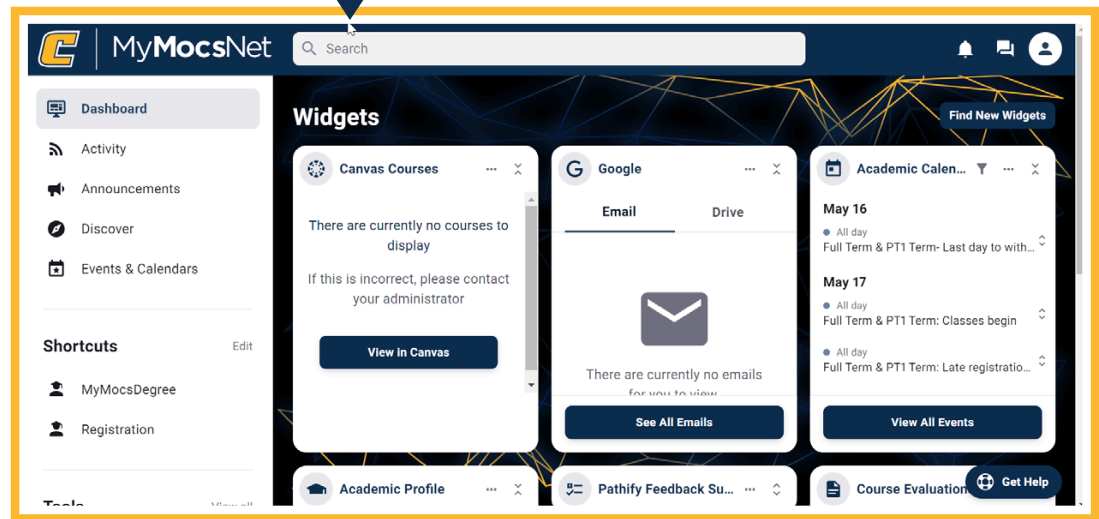 C MyMocsNet
Search
Dashboard
Activity
Announcements
Discover
Events & Calendars
Shortcuts Edit
MyMocsDegree
Registration
Widgets
Find New Widgets
Canvas Courses
There are currently no courses to
display
If this is incorrect, please contact
your administrator
View in Canvas
G Google
Email Drive
There are currently no emails
for you to view
See All Emails
Academic Calen...
May 16
All day
Full Term & PT1 Term- Last day to with...
May 17
All day
Full Term & PT1 Term: Classes begin
All day
Full Term & PT1 Term: Late registratio...
View All Events
Academic Profile
Pathify Feedback Su...
Course Evaluation
Get Help